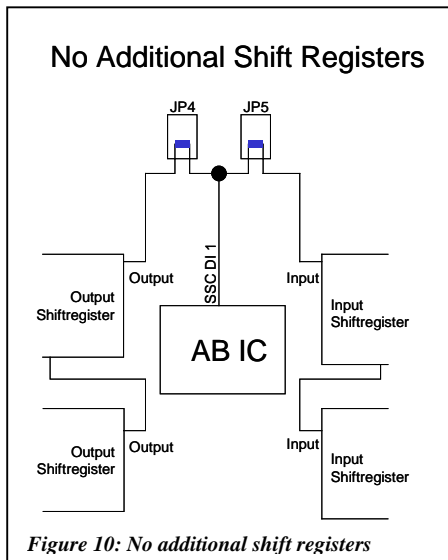 No Additional Shift Registers
JP4
JP5
SSC DI 1
Output
Input
Output
Shiftregister
Input
Shiftregister
AB IC
Output
Shiftregister
Output
Input
Input
Shiftregister
Figure 10: No additional shift registers